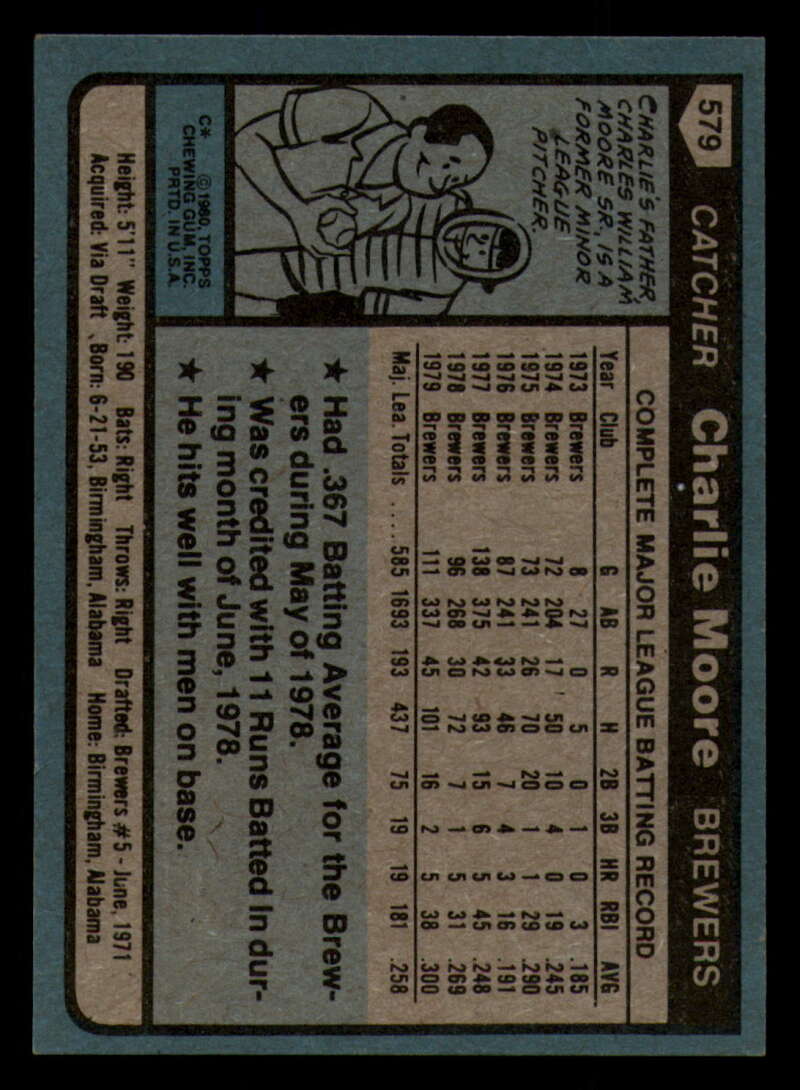 579 CATCHER Charlie Moore BREWERS
CHARLIE'S FATHER,
CHARLES WILLIAM
MOORE SR., IS A
FORMER MINOR
LEAGUE
PITCHER.
C* ©1980, TOPPS
CHEWING GUM, INC.
PRTD. IN U.S.A.
COMPLETE MAJOR LEAGUE BATTING RECORD
Year Club G AB R H 2B 3B HR RBI AVG
1973 Brewers 8 27 0 5 0 1 0 3 .185
1974 Brewers 72 204 17 50 10 4 0 19 .245
1975 Brewers 73 241 26 70 20 1 1 29 .290
1976 Brewers 87 241 33 46 7 4 3 16 .191
1977 Brewers 138 375 42 93 15 6 5 45 .248
1978 Brewers 96 268 30 72 7 1 5 31 .269
1979 Brewers 111 337 45 101 16 2 5 38 .300
Maj. Lea. Totals ..... 585 1693 193 437 75 19 19 181 .258
★ Had .367 Batting Average for the Brew-
ers during May of 1978.
★ Was credited with 11 Runs Batted In dur-
ing month of June, 1978.
★ He hits well with men on base.
Height: 5'11" Weight: 190 Bats: Right Throws: Right Drafted: Brewers #5 - June, 1971
Acquired: Via Draft Born: 6-21-53, Birmingham, Alabama Home: Birmingham, Alabama